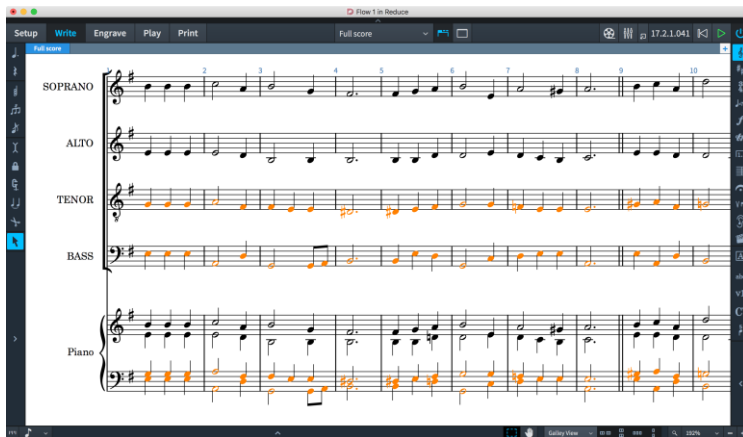 Flow 1 in Reduce
Setup Write Engrave Play Print Full score 17.2.1.041
Full score
1 2 3 4 5 6 7 8 9 10
SOPRANO
ALTO
TENOR
8
BASS
Piano
Galley View 192%